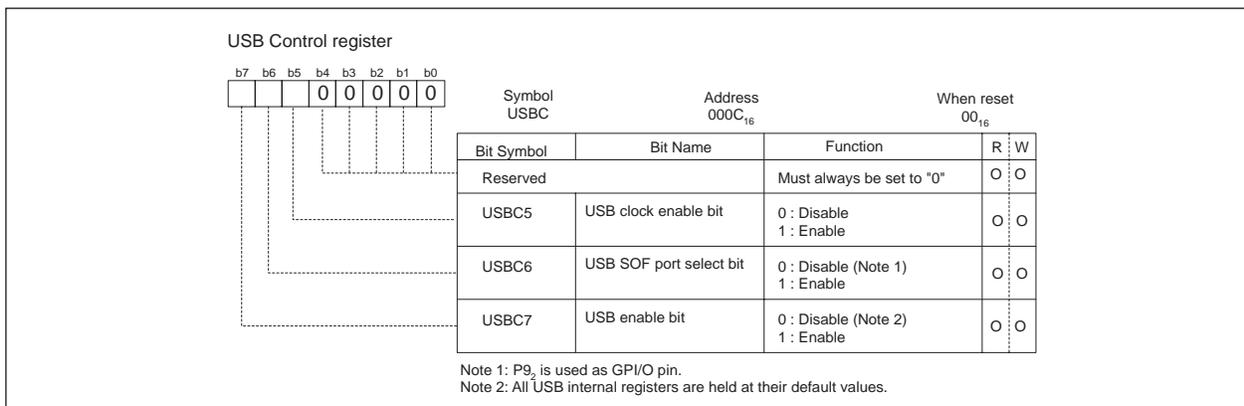 USB Control register
b7 b6 b5 b4 b3 b2 b1 b0
0 0 0 0 0
Symbol Address When reset
USBC 000C₁₆ 00₁₆
Bit Symbol Bit Name Function R W
Reserved Must always be set to "0" O O
USBC5 USB clock enable bit 0 : Disable
1 : Enable O O
USBC6 USB SOF port select bit 0 : Disable (Note 1)
1 : Enable O O
USBC7 USB enable bit 0 : Disable (Note 2)
1 : Enable O O
Note 1: P9₂ is used as GPI/O pin.
Note 2: All USB internal registers are held at their default values.